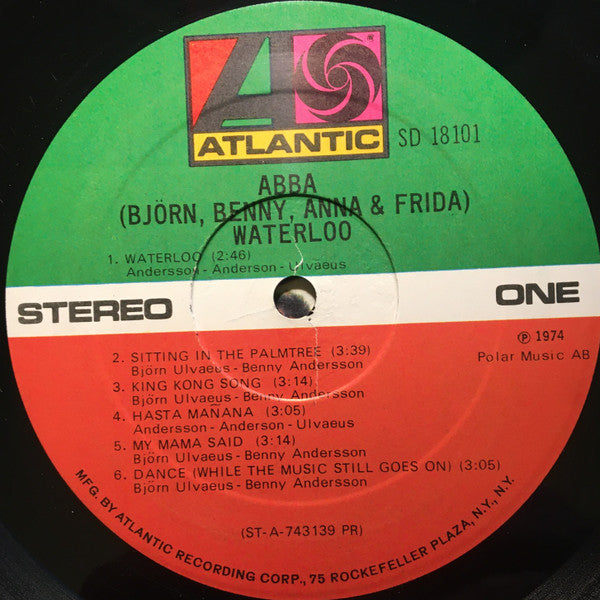 ATLANTIC
®
SD 18101
ABBA
(BJÖRN, BENNY, ANNA & FRIDA)
WATERLOO
1. WATERLOO (2:46)
Andersson - Anderson - Ulvaeus
STEREO
ONE
℗ 1974
Polar Music AB
2. SITTING IN THE PALMTREE (3:39)
Björn Ulvaeus - Benny Andersson
3. KING KONG SONG (3:14)
Björn Ulvaeus - Benny Andersson
4. HASTA MAÑANA (3:05)
Andersson - Anderson - Ulvaeus
5. MY MAMA SAID (3:14)
Björn Ulvaeus - Benny Andersson
6. DANCE (WHILE THE MUSIC STILL GOES ON) (3:05)
Björn Ulvaeus - Benny Andersson
(ST-A-743139 PR)
MFG. BY ATLANTIC RECORDING CORP., 75 ROCKEFELLER PLAZA, N.Y., N.Y.